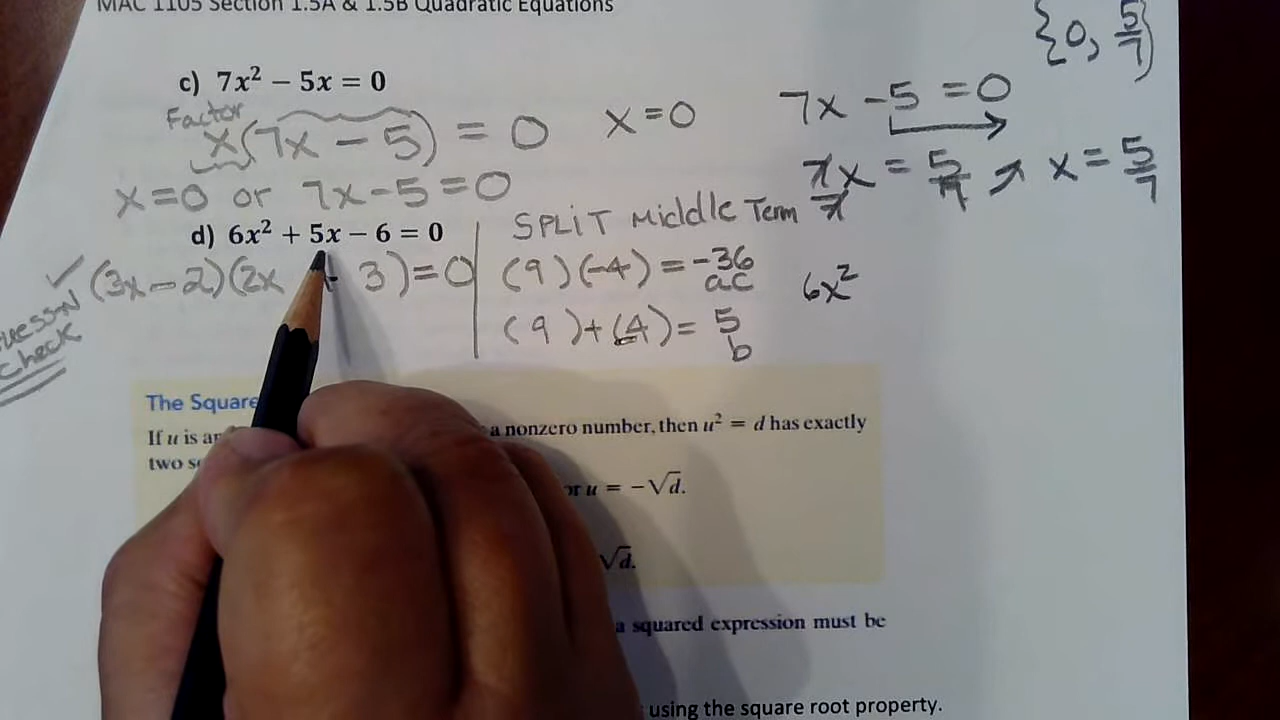 MAC 1105 Section 1.5A & 1.5B Quadratic Equations
{0, 5/7}
c) 7x² − 5x = 0
Factor
x(7x − 5) = 0
x=0 or 7x−5=0
x=0
7x −5 =0
7x/7 = 5/7 → x = 5/7
d) 6x² + 5x − 6 = 0
(3x−2)(2x + 3)=0
check
SPLIT Middle Term
(9)(−4) = −36
ac
6x²
(9)+(4)= 5
b
The Square
If u is a nonzero number, then u² = d has exactly
two u = −√d.
√d.
a squared expression must be
using the square root property.